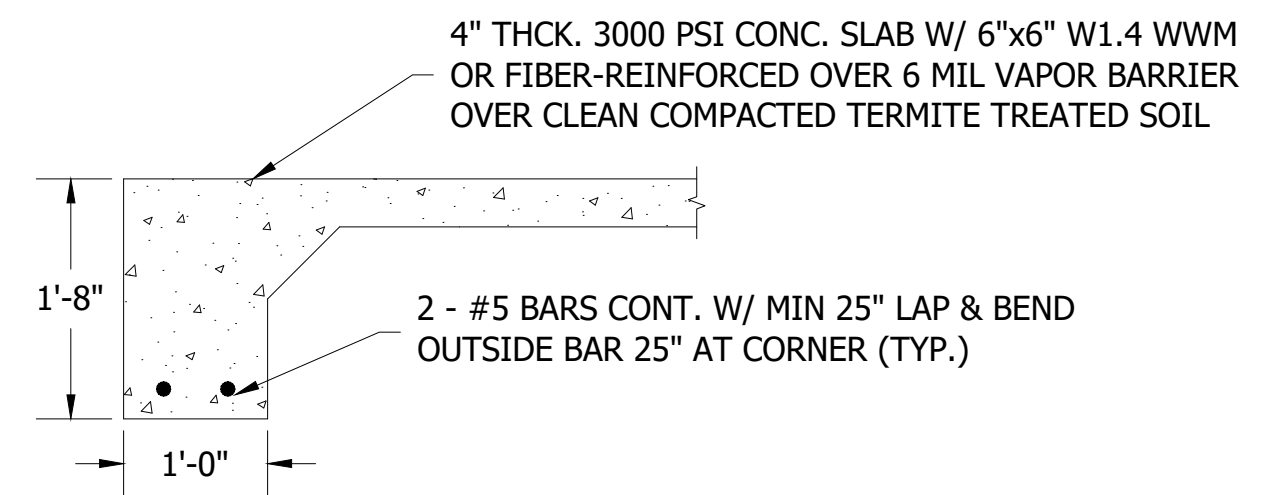 4" THCK. 3000 PSI CONC. SLAB W/ 6"x6" W1.4 WWM
OR FIBER-REINFORCED OVER 6 MIL VAPOR BARRIER
OVER CLEAN COMPACTED TERMITE TREATED SOIL
1'-8"
2 - #5 BARS CONT. W/ MIN 25" LAP & BEND
OUTSIDE BAR 25" AT CORNER (TYP.)
1'-0"